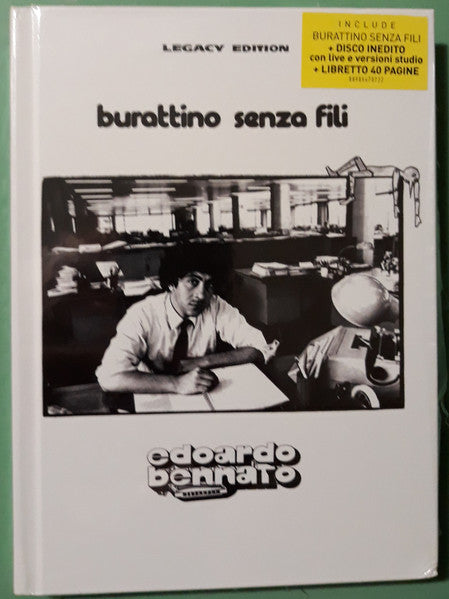 INCLUDE
BURATTINO SENZA FILI
+ DISCO INEDITO
con live e versioni studio
+ LIBRETTO 40 PAGINE
LEGACY EDITION
burattino senza fili
edoardo
bennato